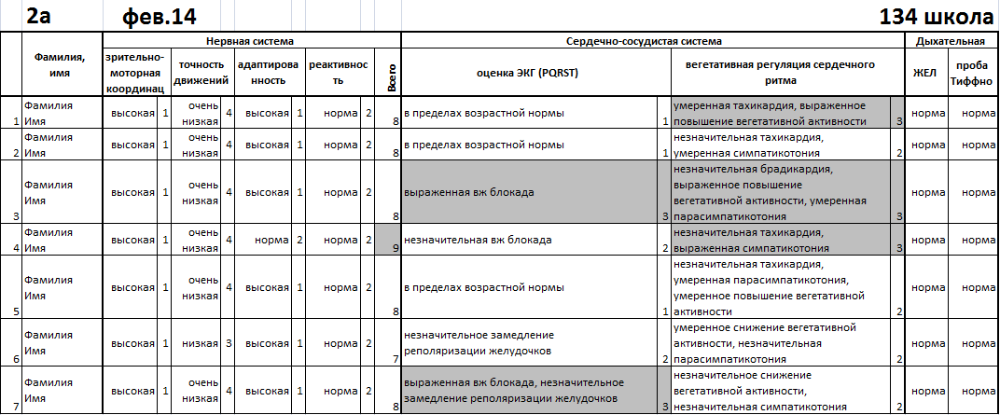 2а фев.14 134 школа
Нервная система Сердечно-сосудистая система Дыхательная
Фамилия, имя зрительно-моторная координац точность движений адаптированность реактивность Всего оценка ЭКГ (PQRST) вегетативная регуляция сердечного ритма ЖЕЛ проба Тиффно
1 Фамилия Имя высокая 1 очень низкая 4 высокая 1 норма 2 8 в пределах возрастной нормы 1 умеренная тахикардия, выраженное повышение вегетативной активности 3 норма норма
2 Фамилия Имя высокая 1 очень низкая 4 высокая 1 норма 2 8 в пределах возрастной нормы 1 незначительная тахикардия, умеренная симпатикотония 2 норма норма
3 Фамилия Имя высокая 1 очень низкая 4 высокая 1 норма 2 8 выраженная вж блокада 3 незначительная брадикардия, выраженное повышение вегетативной активности, умеренная парасимпатикотония 3 норма норма
4 Фамилия Имя высокая 1 очень низкая 4 норма 2 норма 2 9 незначительная вж блокада 2 незначительная тахикардия, выраженная симпатикотония 3 норма норма
5 Фамилия Имя высокая 1 очень низкая 4 высокая 1 норма 2 8 в пределах возрастной нормы 1 незначительная тахикардия, умеренная парасимпатикотония, умеренное повышение вегетативной активности 2 норма норма
6 Фамилия Имя высокая 1 низкая 3 высокая 1 норма 2 7 незначительное замедление реполяризации желудочков 2 умеренное снижение вегетативной активности, незначительная парасимпатикотония 2 норма норма
7 Фамилия Имя высокая 1 очень низкая 4 высокая 1 норма 2 8 выраженная вж блокада, незначительное замедление реполяризации желудочков 3 незначительное снижение вегетативной активности, незначительная симпатикотония 2 норма норма